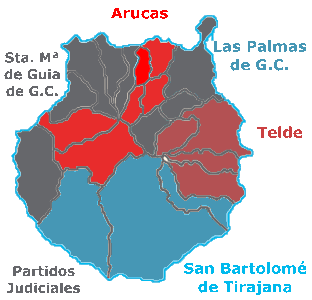 Arucas
Las Palmas
de G.C.
Sta. Mª
de Guia
de G.C.
Telde
San Bartolomé
de Tirajana
Partidos
Judiciales